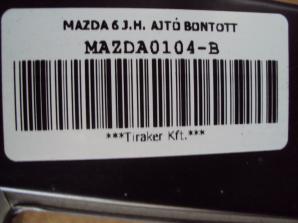 MAZDA 6 J.H. AJTÓ BONTOTT
MAZDA0104-B
***Tiraker Kft.***